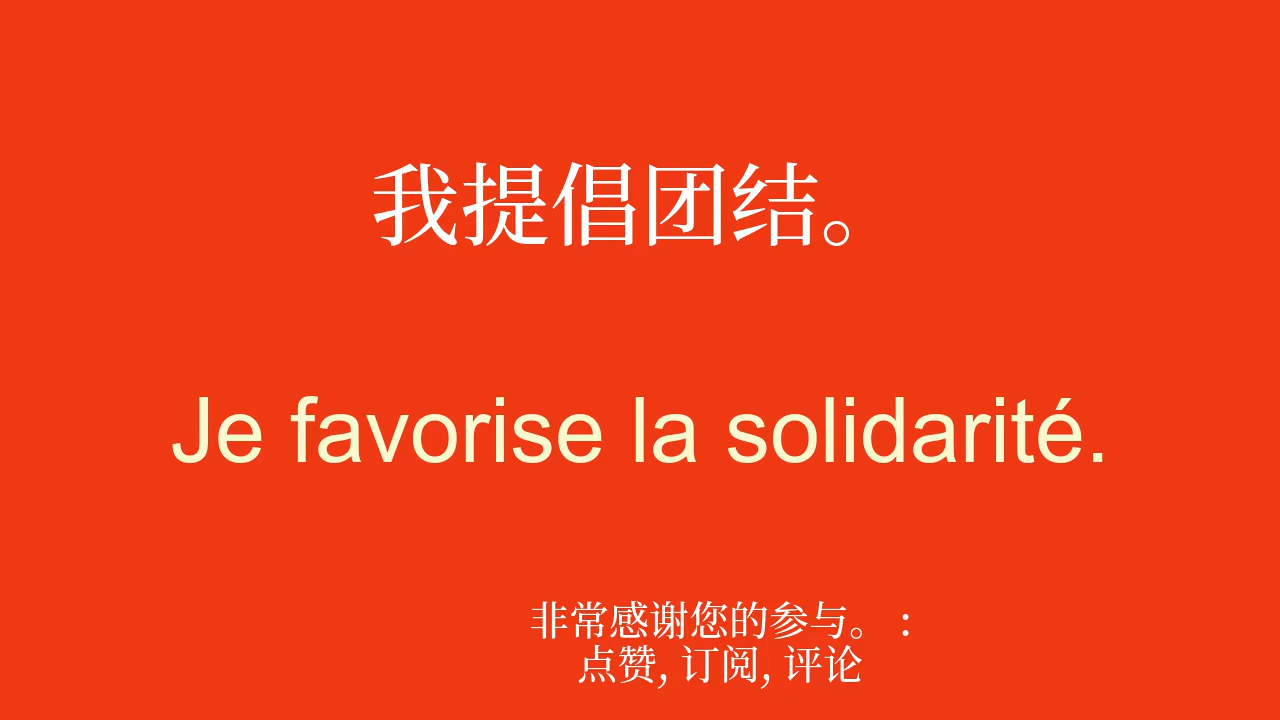 我提倡团结。
Je favorise la solidarité.
非常感谢您的参与。 :
点赞, 订阅, 评论